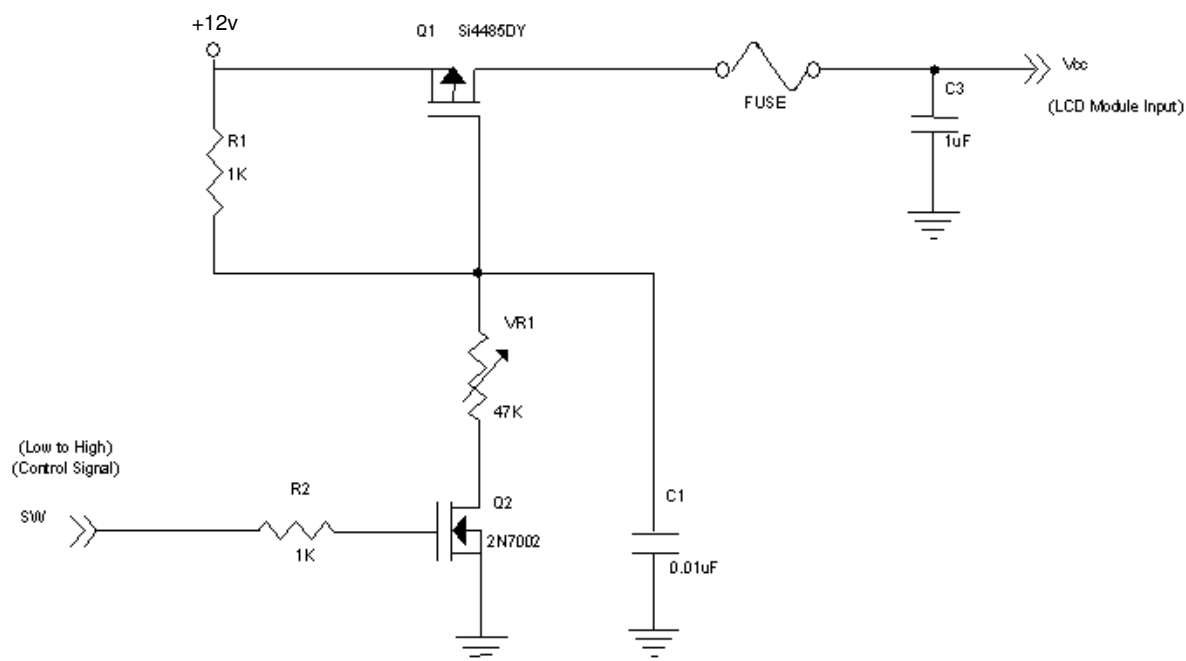 +12v
Q1 Si4485DY
FUSE
C3
1uF
Vcc
(LCD Module Input)
R1
1K
VR1
47K
(Low to High)
(Control Signal)
SW
R2
1K
Q2
2N7002
C1
0.01uF